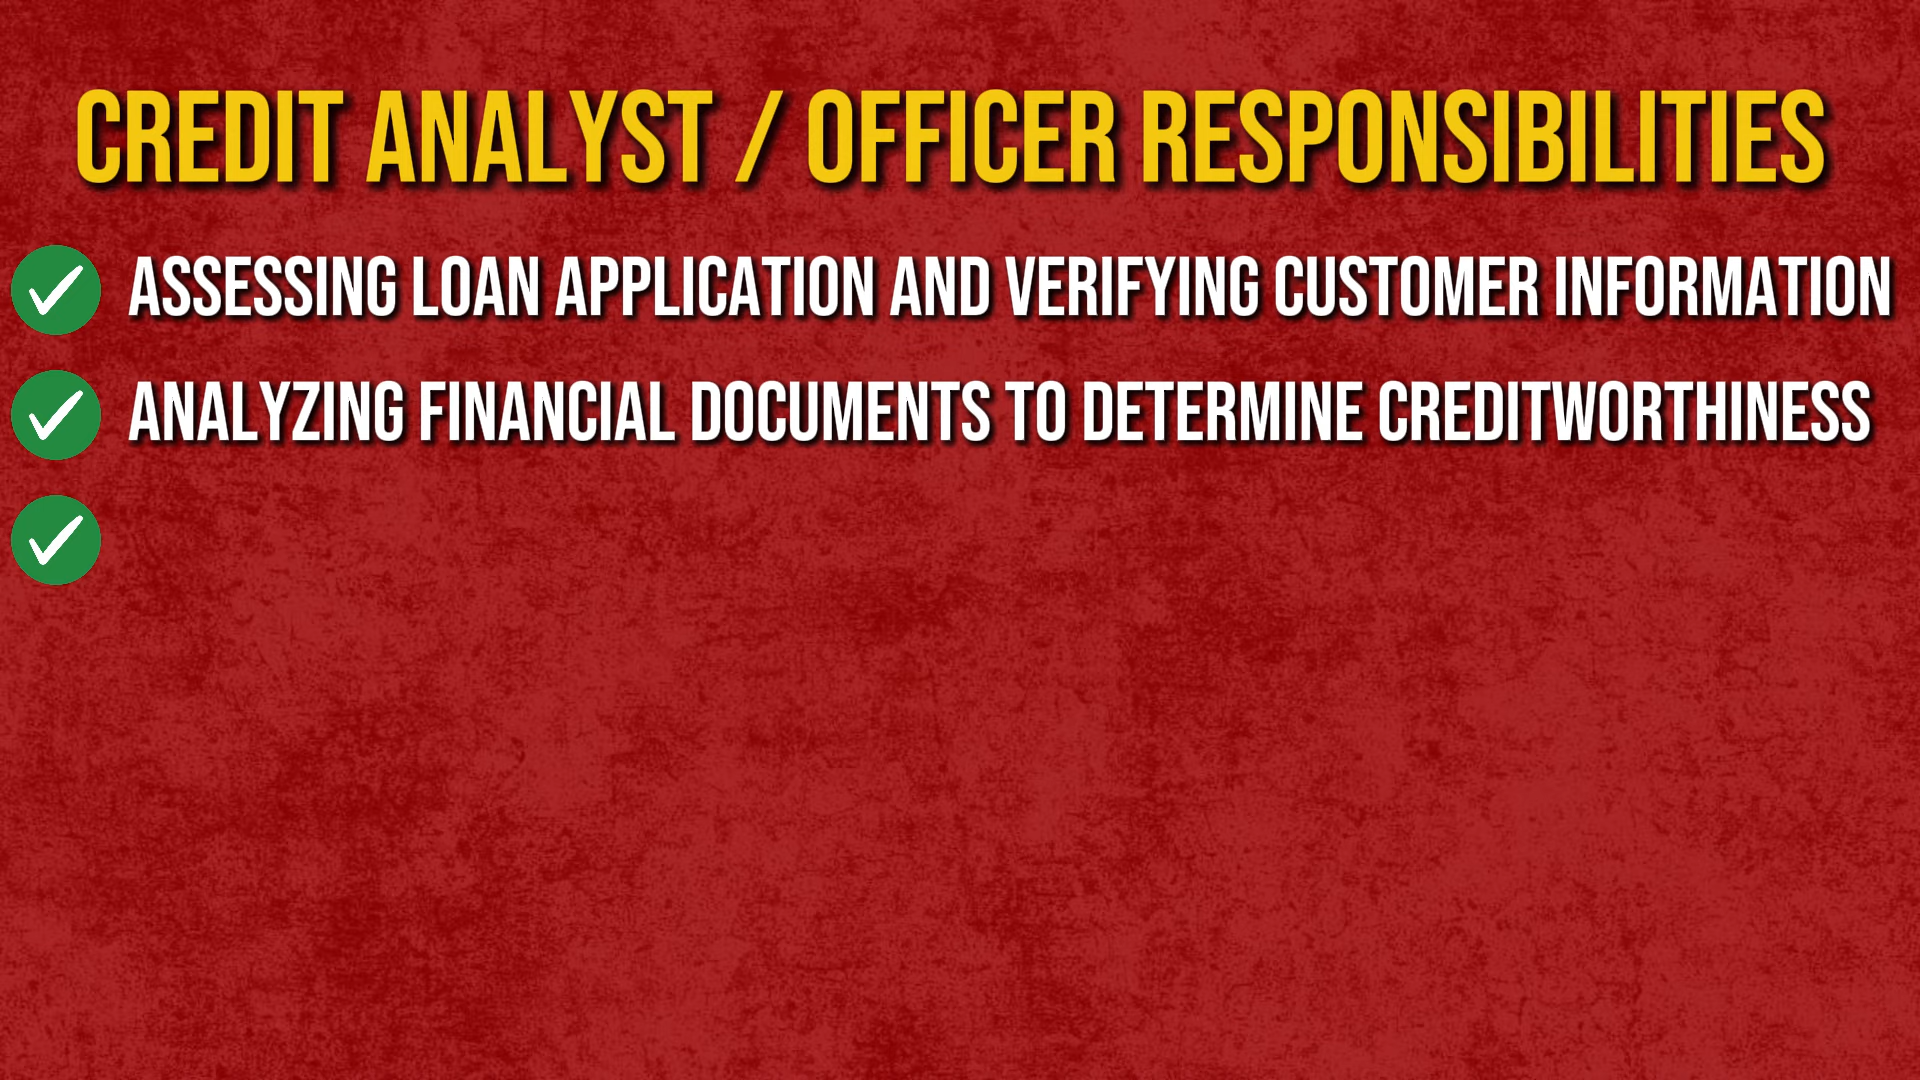 CREDIT ANALYST / OFFICER RESPONSIBILITIES
ASSESSING LOAN APPLICATION AND VERIFYING CUSTOMER INFORMATION
ANALYZING FINANCIAL DOCUMENTS TO DETERMINE CREDITWORTHINESS